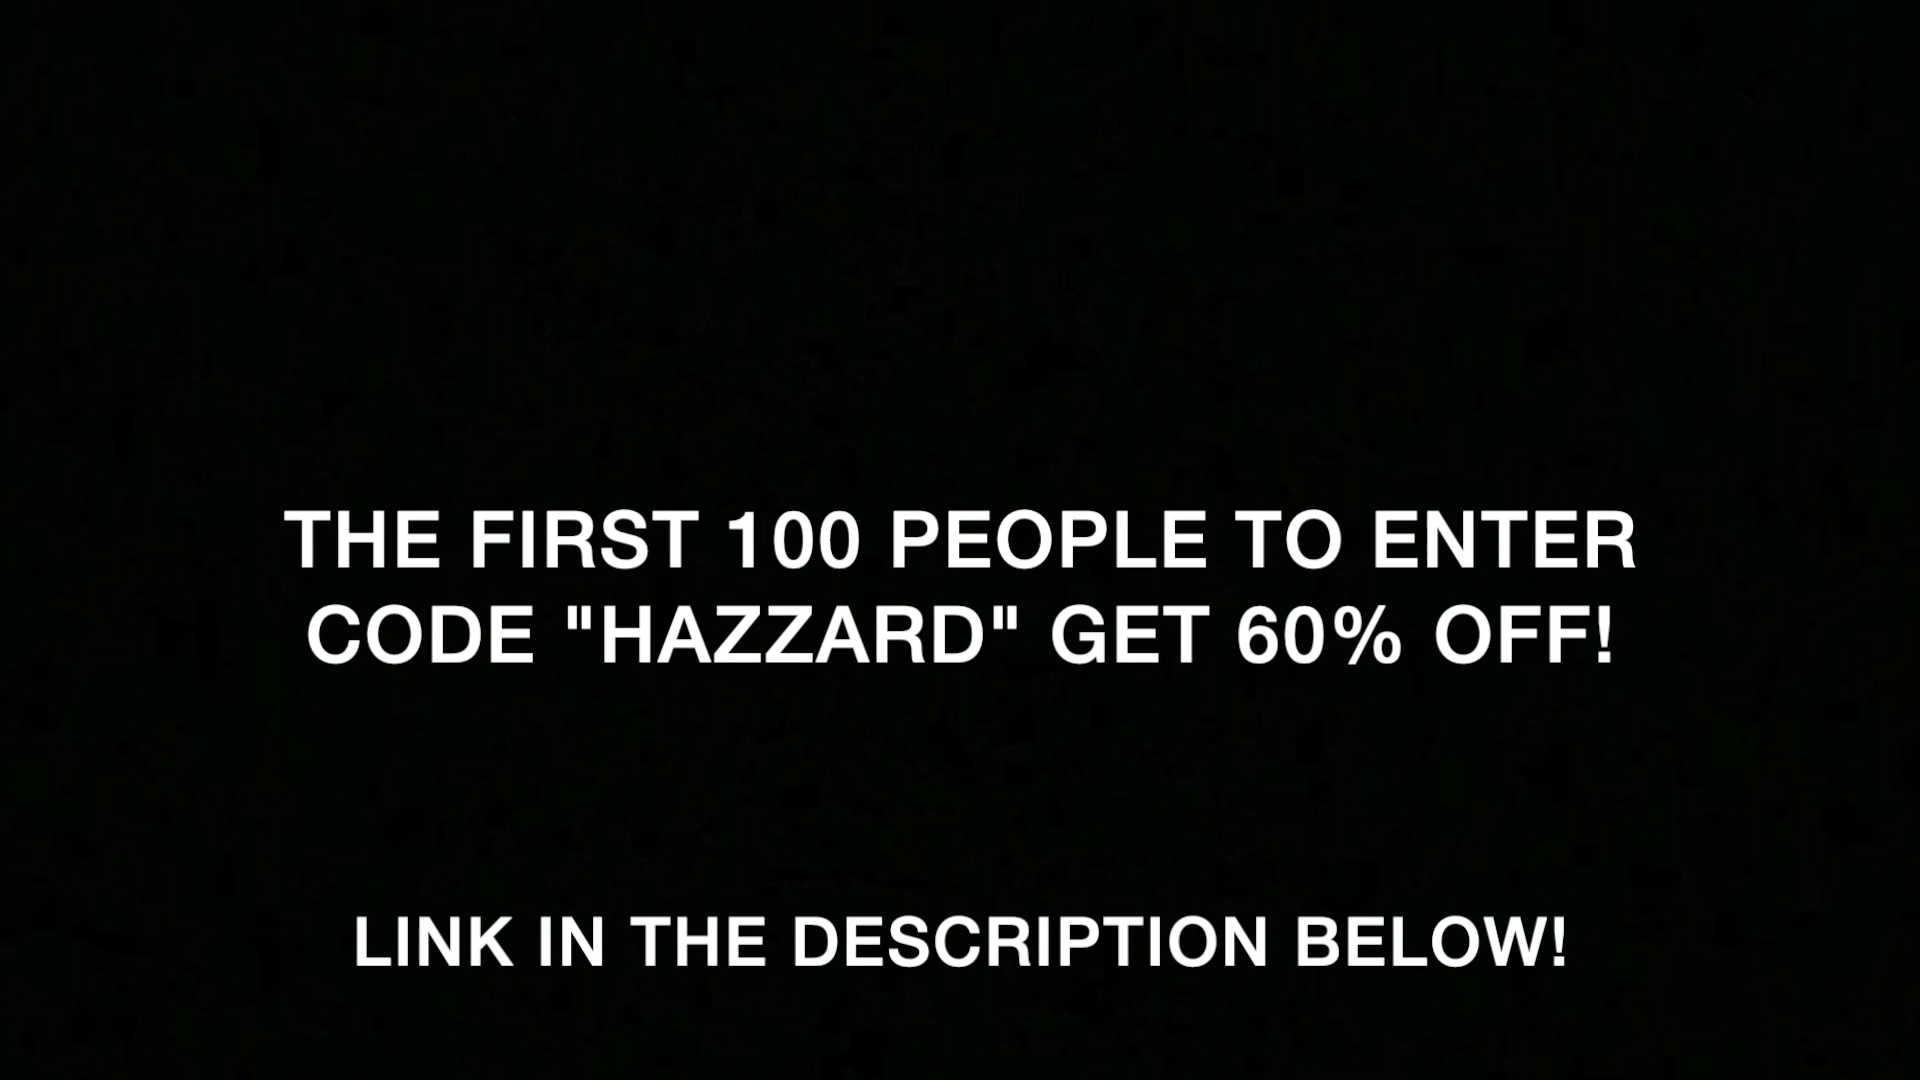 THE FIRST 100 PEOPLE TO ENTER
CODE "HAZZARD" GET 60% OFF!
LINK IN THE DESCRIPTION BELOW!